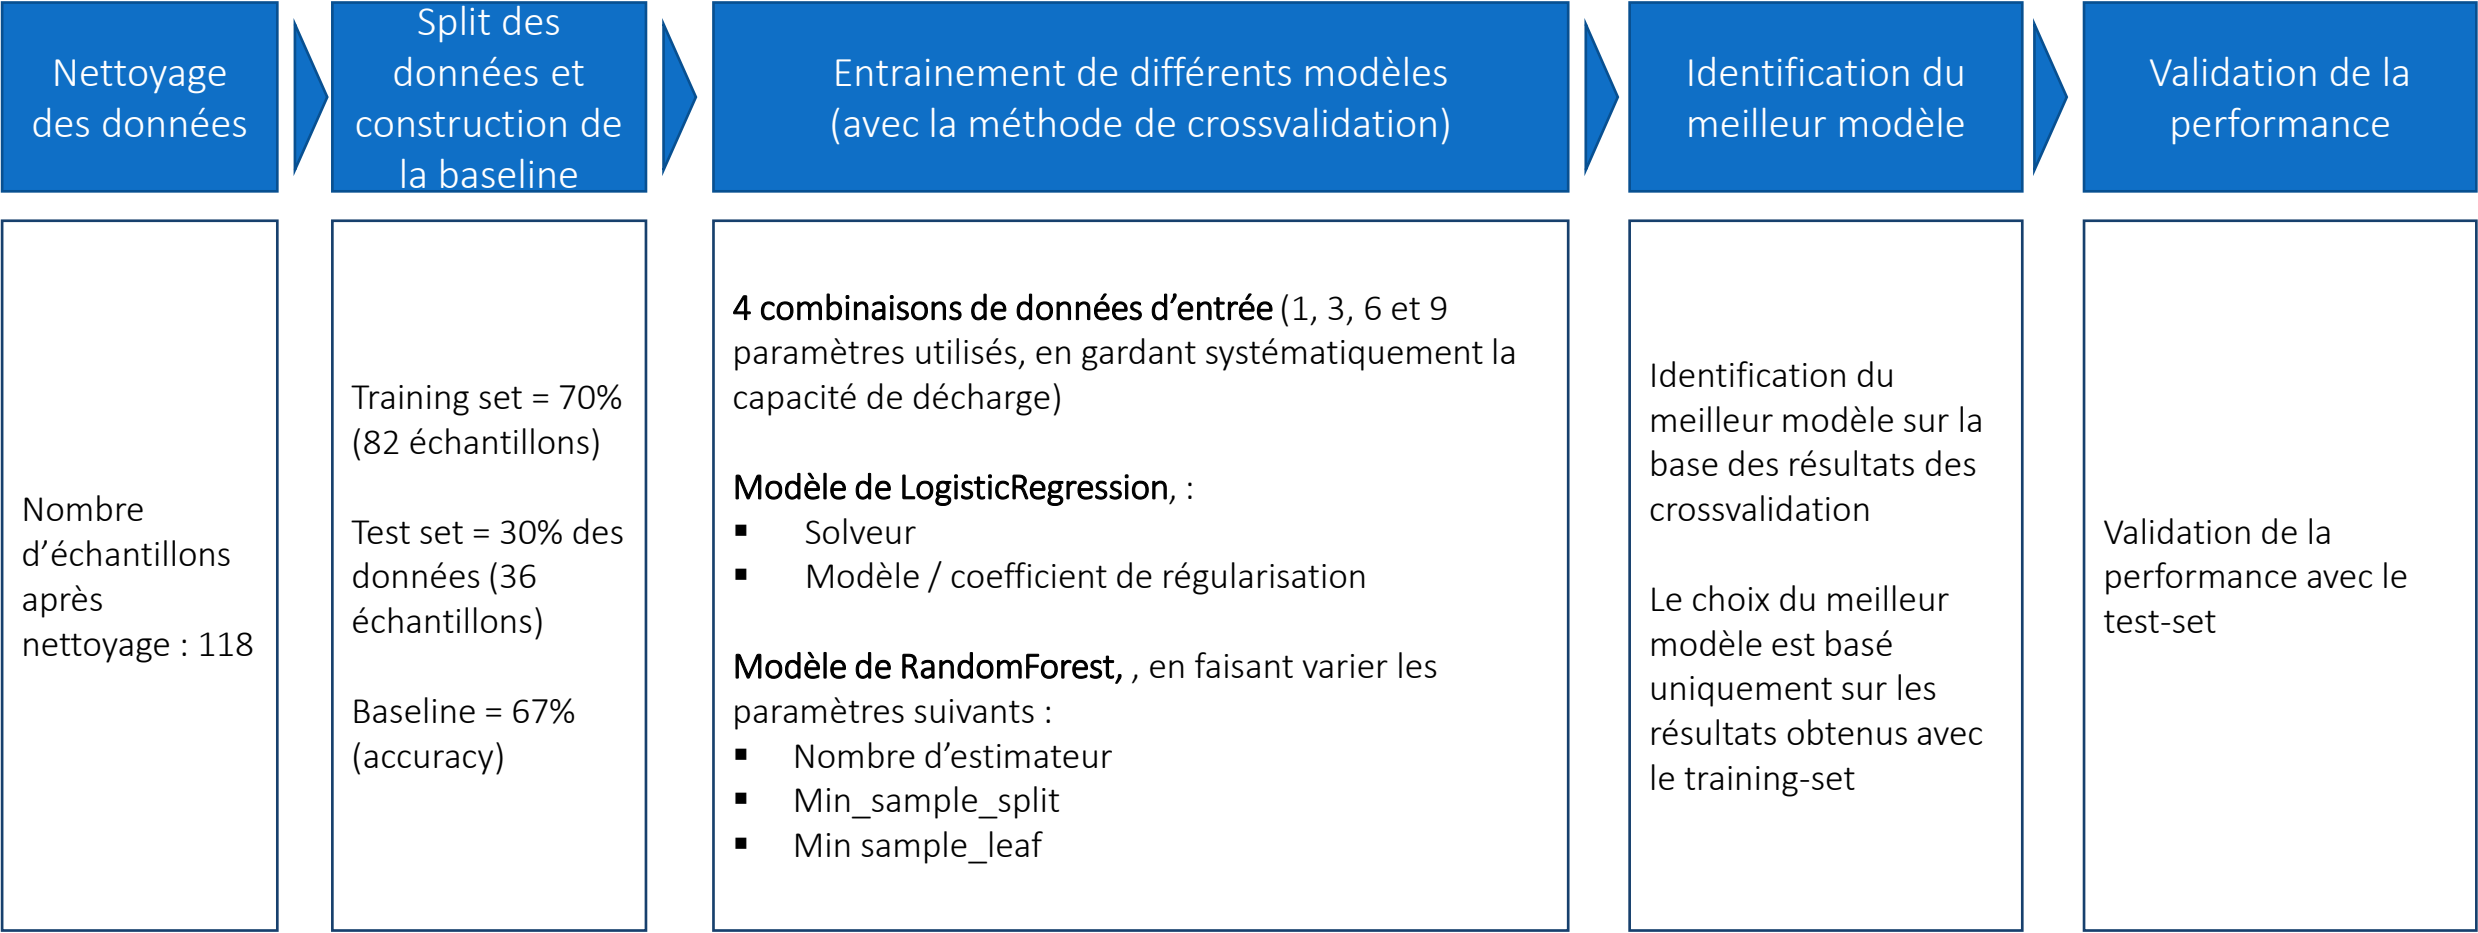 Nettoyage
des données
Split des
données et
construction de
la baseline
Entrainement de différents modèles
(avec la méthode de crossvalidation)
Identification du
meilleur modèle
Validation de la
performance
Nombre
d’échantillons
après
nettoyage : 118
Training set = 70%
(82 échantillons)
Test set = 30% des
données (36
échantillons)
Baseline = 67%
(accuracy)
4 combinaisons de données d’entrée (1, 3, 6 et 9
paramètres utilisés, en gardant systématiquement la
capacité de décharge)
Modèle de LogisticRegression, :
▪ Solveur
▪ Modèle / coefficient de régularisation
Modèle de RandomForest, , en faisant varier les
paramètres suivants :
▪ Nombre d’estimateur
▪ Min_sample_split
▪ Min sample_leaf
Identification du
meilleur modèle sur la
base des résultats des
crossvalidation
Le choix du meilleur
modèle est basé
uniquement sur les
résultats obtenus avec
le training-set
Validation de la
performance avec le
test-set